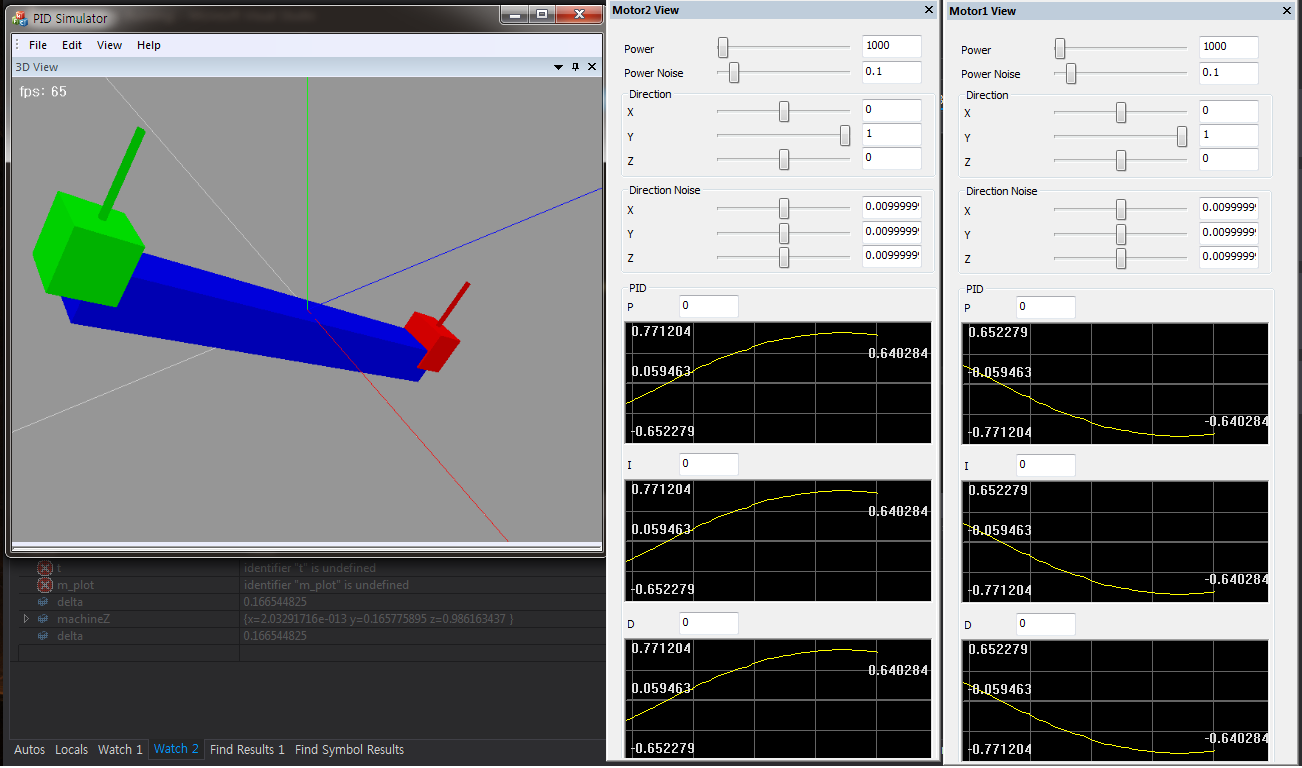 PID Simulator
File Edit View Help
3D View
fps: 65
t identifier "t" is undefined
m_plot identifier "m_plot" is undefined
delta 0.166544825
machineZ {x=2.03291716e-013 y=0.165775895 z=0.986163437 }
delta 0.166544825
Autos Locals Watch 1 Watch 2 Find Results 1 Find Symbol Results
Motor2 View
Power 1000
Power Noise 0.1
Direction
X 0
Y 1
Z 0
Direction Noise
X 0.0099999
Y 0.0099999
Z 0.0099999
PID
P 0
0.771204
0.640284
0.059463
-0.652279
I 0
0.771204
0.640284
0.059463
-0.652279
D 0
0.771204
0.640284
0.059463
-0.652279
Motor1 View
Power 1000
Power Noise 0.1
Direction
X 0
Y 1
Z 0
Direction Noise
X 0.0099999
Y 0.0099999
Z 0.0099999
PID
P 0
0.652279
-0.059463
-0.640284
-0.771204
I 0
0.652279
-0.059463
-0.640284
-0.771204
D 0
0.652279
-0.059463
-0.640284
-0.771204